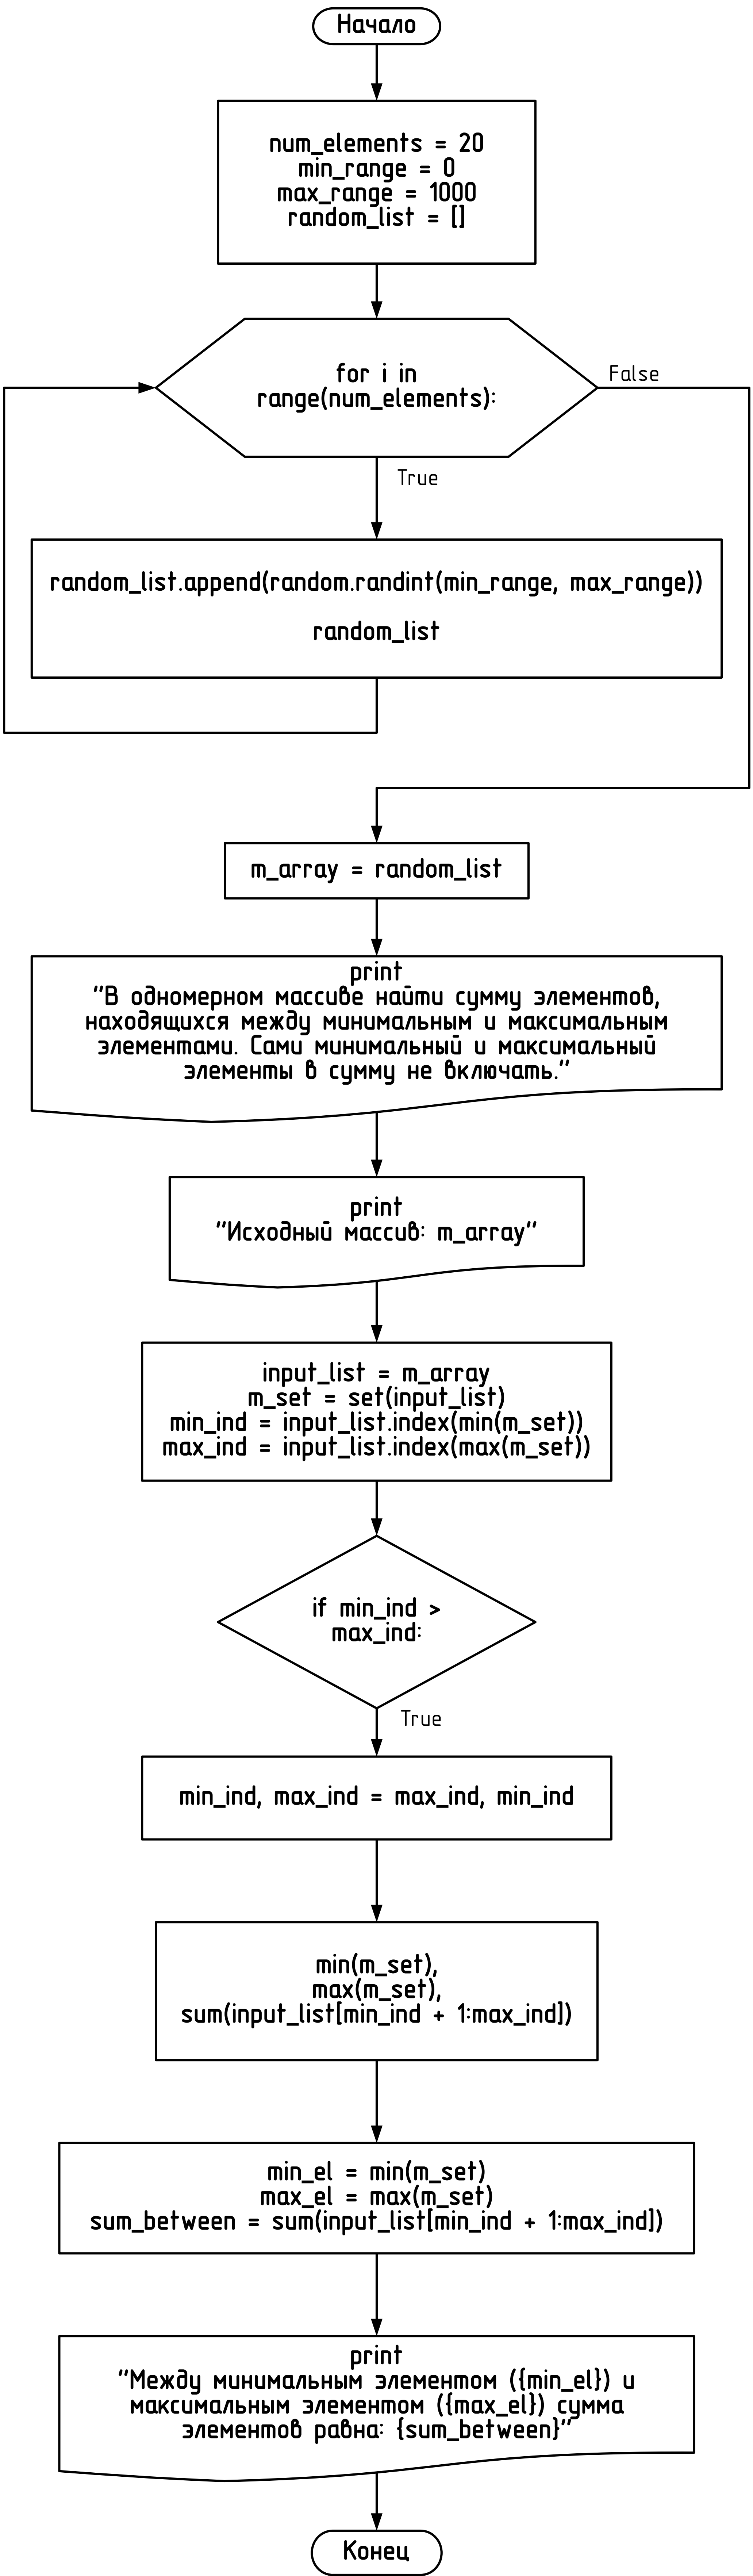 Начало
num_elements = 20
min_range = 0
max_range = 1000
random_list = []
for i in
range(num_elements):
False
True
random_list.append(random.randint(min_range, max_range))
random_list
m_array = random_list
print
"В одномерном массиве найти сумму элементов,
находящихся между минимальным и максимальным
элементами. Сами минимальный и максимальный
элементы в сумму не включать."
print
"Исходный массив: m_array"
input_list = m_array
m_set = set(input_list)
min_ind = input_list.index(min(m_set))
max_ind = input_list.index(max(m_set))
if min_ind >
max_ind:
True
min_ind, max_ind = max_ind, min_ind
min(m_set),
max(m_set),
sum(input_list[min_ind + 1:max_ind])
min_el = min(m_set)
max_el = max(m_set)
sum_between = sum(input_list[min_ind + 1:max_ind])
print
"Между минимальным элементом ({min_el}) и
максимальным элементом ({max_el}) сумма
элементов равна: {sum_between}"
Конец